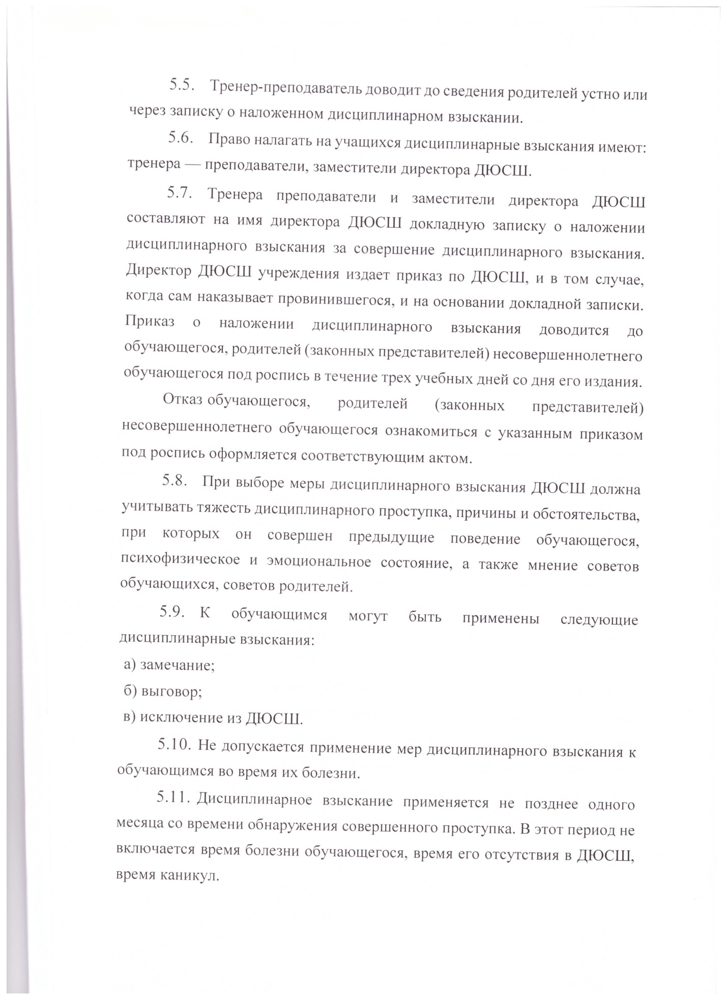 5.5. Тренер-преподаватель доводит до сведения родителей устно или
через записку о наложенном дисциплинарном взыскании.
5.6. Право налагать на учащихся дисциплинарные взыскания имеют:
тренера — преподаватели, заместители директора ДЮСШ.
5.7. Тренера преподаватели и заместители директора ДЮСШ
составляют на имя директора ДЮСШ докладную записку о наложении
дисциплинарного взыскания за совершение дисциплинарного взыскания.
Директор ДЮСШ учреждения издает приказ по ДЮСШ, и в том случае,
когда сам наказывает провинившегося, и на основании докладной записки.
Приказ о наложении дисциплинарного взыскания доводится до
обучающегося, родителей (законных представителей) несовершеннолетнего
обучающегося под роспись в течение трех учебных дней со дня его издания.
Отказ обучающегося, родителей (законных представителей)
несовершеннолетнего обучающегося ознакомиться с указанным приказом
под роспись оформляется соответствующим актом.
5.8. При выборе меры дисциплинарного взыскания ДЮСШ должна
учитывать тяжесть дисциплинарного проступка, причины и обстоятельства,
при которых он совершен предыдущие поведение обучающегося,
психофизическое и эмоциональное состояние, а также мнение советов
обучающихся, советов родителей.
5.9. К обучающимся могут быть применены следующие
дисциплинарные взыскания:
а) замечание;
б) выговор;
в) исключение из ДЮСШ.
5.10. Не допускается применение мер дисциплинарного взыскания к
обучающимся во время их болезни.
5.11. Дисциплинарное взыскание применяется не позднее одного
месяца со времени обнаружения совершенного проступка. В этот период не
включается время болезни обучающегося, время его отсутствия в ДЮСШ,
время каникул.